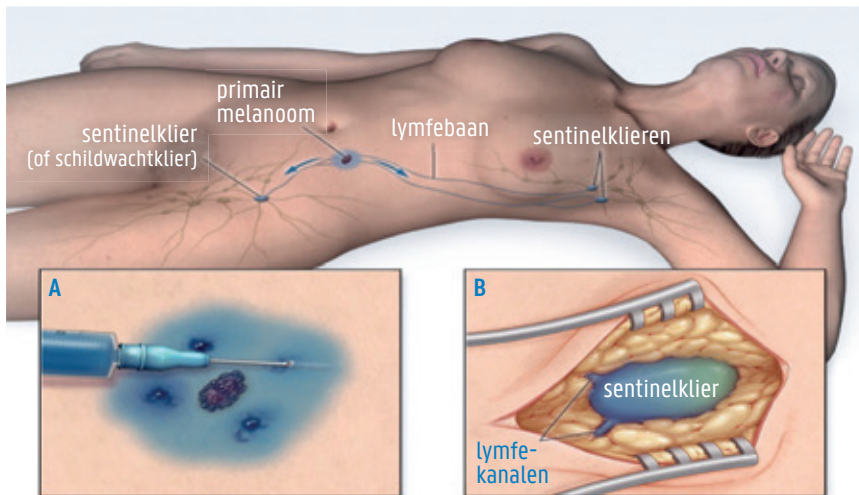 primair
melanoom
sentinelklier
(of schildwachtklier)
lymfebaan
sentinelklieren
A
B
sentinelklier
lymfe-
kanalen